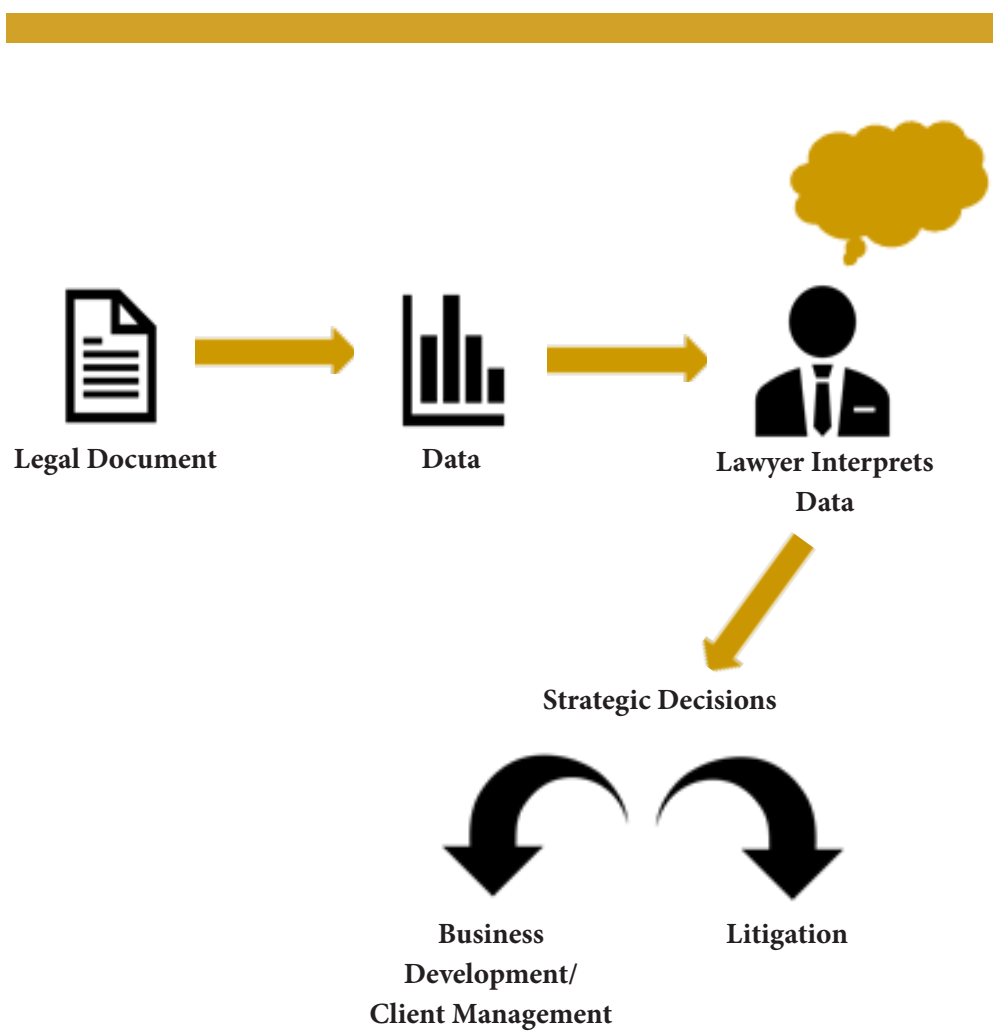 Legal Document
Data
Lawyer Interprets
Data
Strategic Decisions
Business
Development/
Client Management
Litigation